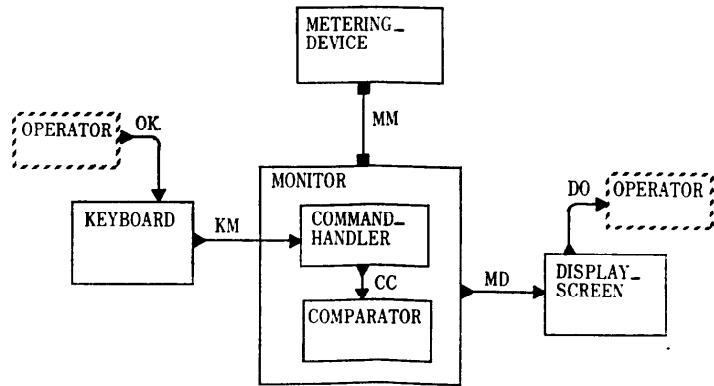 METERING_
DEVICE
MM
OPERATOR
OK
KEYBOARD
KM
MONITOR
COMMAND_
HANDLER
CC
COMPARATOR
MD
DO
OPERATOR
DISPLAY_
SCREEN